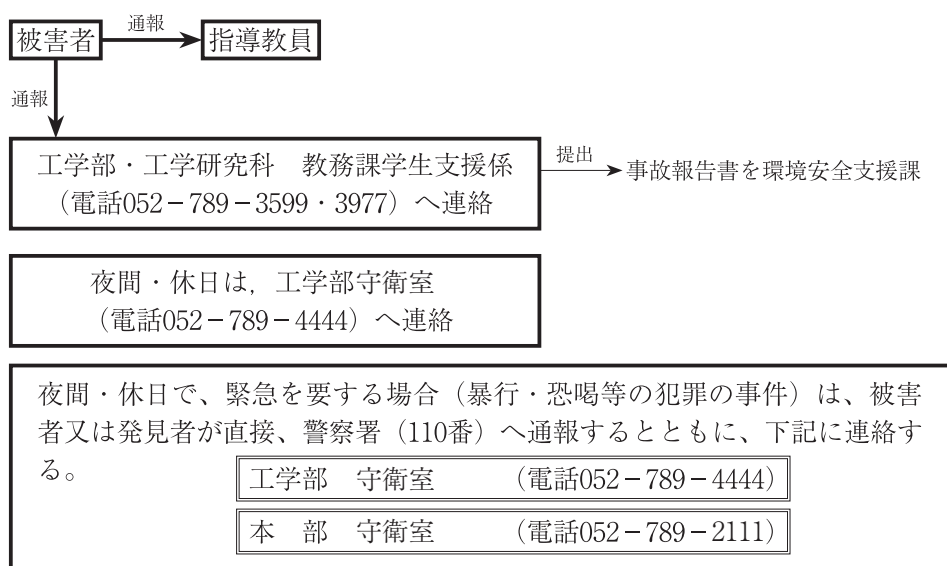 通報
被害者
指導教員
通報
工学部・工学研究科　教務課学生支援係
（電話052－789－3599・3977）へ連絡
提出
事故報告書を環境安全支援課
夜間・休日は，工学部守衛室
（電話052－789－4444）へ連絡
夜間・休日で、緊急を要する場合（暴行・恐喝等の犯罪の事件）は、被害
者又は発見者が直接、警察署（110番）へ通報するとともに、下記に連絡す
る。
工学部　守衛室　（電話052－789－4444）
本　部　守衛室　（電話052－789－2111）